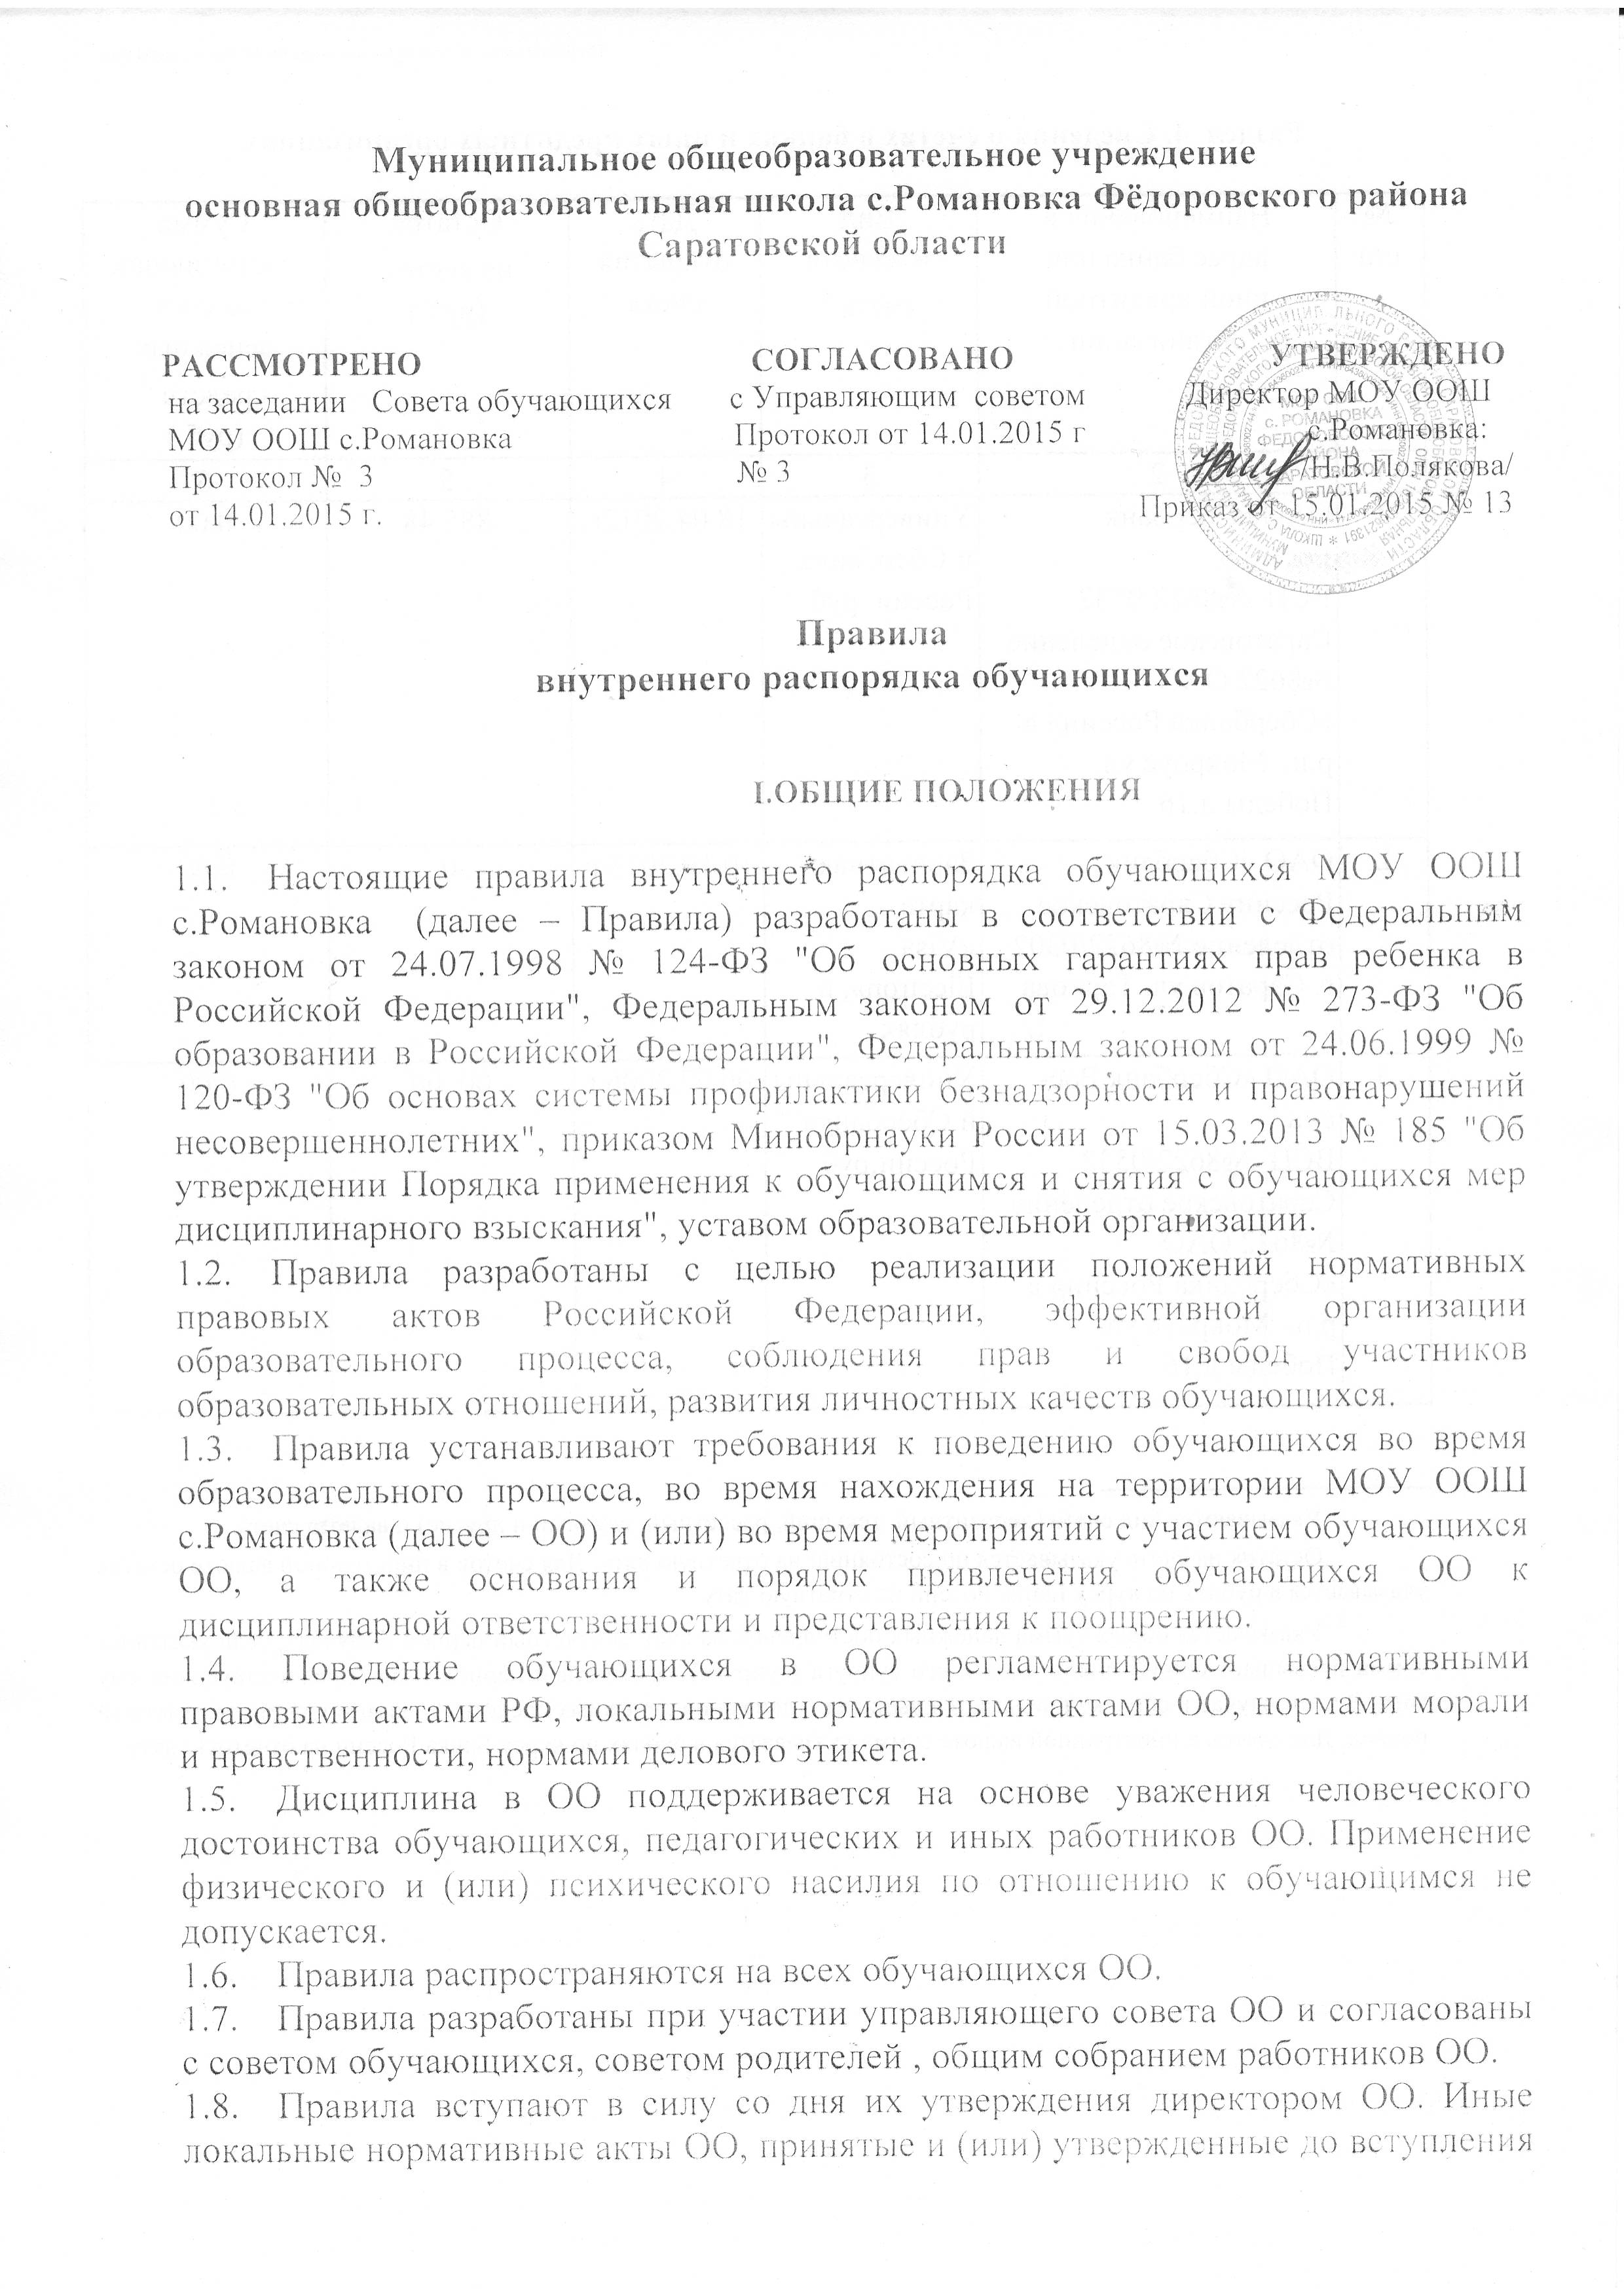 Муниципальное общеобразовательное учреждение
основная общеобразовательная школа с.Романовка Фёдоровского района
Саратовской области
РАССМОТРЕНО
на заседании Совета обучающихся
МОУ ООШ с.Романовка
Протокол № 3
от 14.01.2015 г.
СОГЛАСОВАНО
с Управляющим советом
Протокол от 14.01.2015 г
№ 3
УТВЕРЖДЕНО
Директор МОУ ООШ
с.Романовка:
/Н.В.Полякова/
Приказ от 15.01.2015 № 13
с. РОМАНОВКА
ОБЛАСТИ
Правила
внутреннего распорядка обучающихся
I.ОБЩИЕ ПОЛОЖЕНИЯ
1.1. Настоящие правила внутреннего распорядка обучающихся МОУ ООШ
с.Романовка (далее – Правила) разработаны в соответствии с Федеральным
законом от 24.07.1998 № 124-ФЗ "Об основных гарантиях прав ребенка в
Российской Федерации", Федеральным законом от 29.12.2012 № 273-ФЗ "Об
образовании в Российской Федерации", Федеральным законом от 24.06.1999 №
120-ФЗ "Об основах системы профилактики безнадзорности и правонарушений
несовершеннолетних", приказом Минобрнауки России от 15.03.2013 № 185 "Об
утверждении Порядка применения к обучающимся и снятия с обучающихся мер
дисциплинарного взыскания", уставом образовательной организации.
1.2. Правила разработаны с целью реализации положений нормативных
правовых актов Российской Федерации, эффективной организации
образовательного процесса, соблюдения прав и свобод участников
образовательных отношений, развития личностных качеств обучающихся.
1.3. Правила устанавливают требования к поведению обучающихся во время
образовательного процесса, во время нахождения на территории МОУ ООШ
с.Романовка (далее – ОО) и (или) во время мероприятий с участием обучающихся
ОО, а также основания и порядок привлечения обучающихся ОО к
дисциплинарной ответственности и представления к поощрению.
1.4. Поведение обучающихся в ОО регламентируется нормативными
правовыми актами РФ, локальными нормативными актами ОО, нормами морали
и нравственности, нормами делового этикета.
1.5. Дисциплина в ОО поддерживается на основе уважения человеческого
достоинства обучающихся, педагогических и иных работников ОО. Применение
физического и (или) психического насилия по отношению к обучающимся не
допускается.
1.6. Правила распространяются на всех обучающихся ОО.
1.7. Правила разработаны при участии управляющего совета ОО и согласованы
с советом обучающихся, советом родителей , общим собранием работников ОО.
1.8. Правила вступают в силу со дня их утверждения директором ОО. Иные
локальные нормативные акты ОО, принятые и (или) утвержденные до вступления